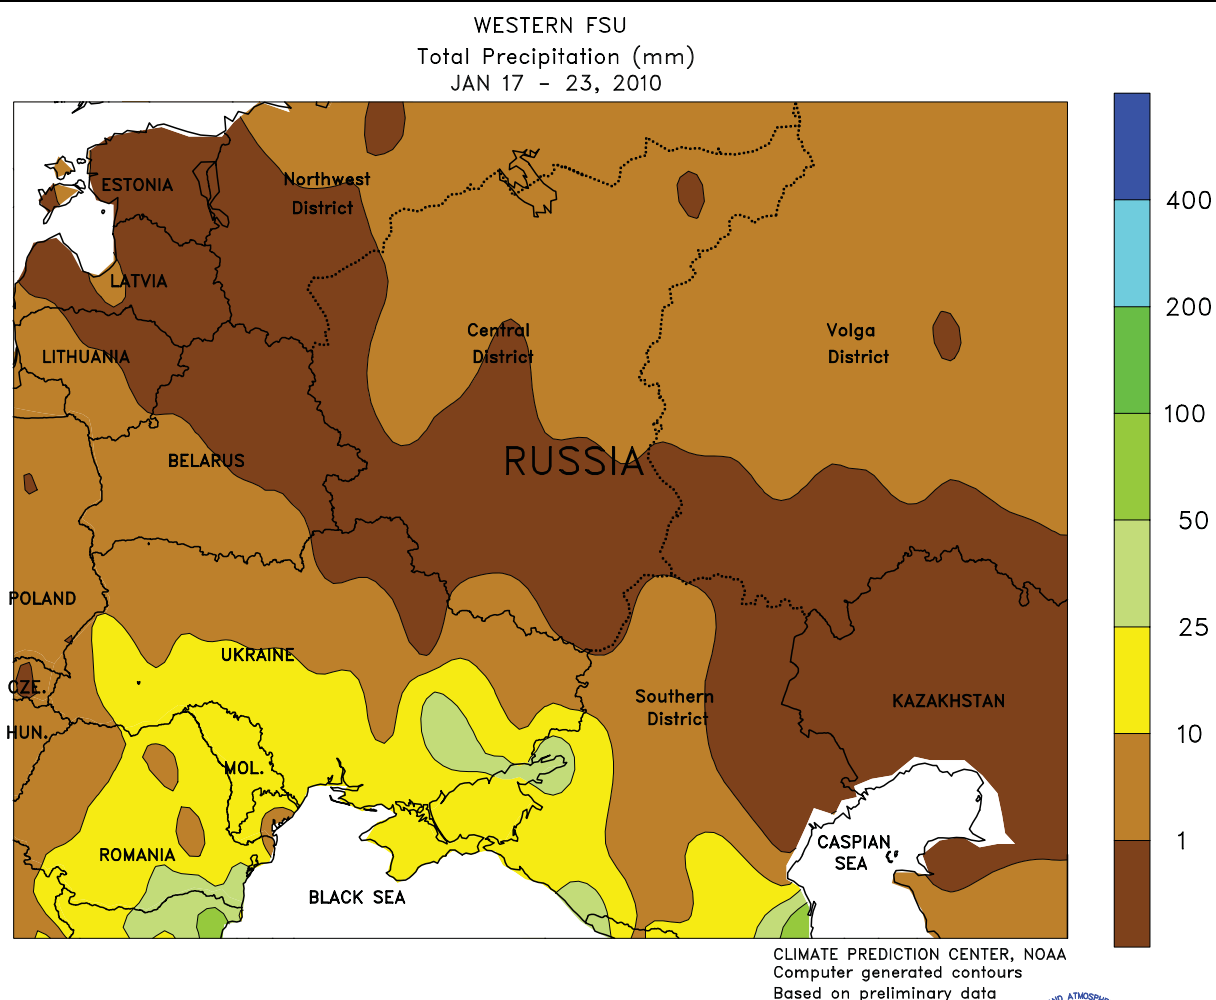 WESTERN FSU
Total Precipitation (mm)
JAN 17 - 23, 2010
ESTONIA
Northwest
District
LATVIA
LITHUANIA
Central
District
Volga
District
BELARUS
RUSSIA
POLAND
UKRAINE
CZE.
HUN.
Southern
District
KAZAKHSTAN
MOL.
ROMANIA
BLACK SEA
CASPIAN
SEA
400
200
100
50
25
10
1
CLIMATE PREDICTION CENTER, NOAA
Computer generated contours
Based on preliminary data